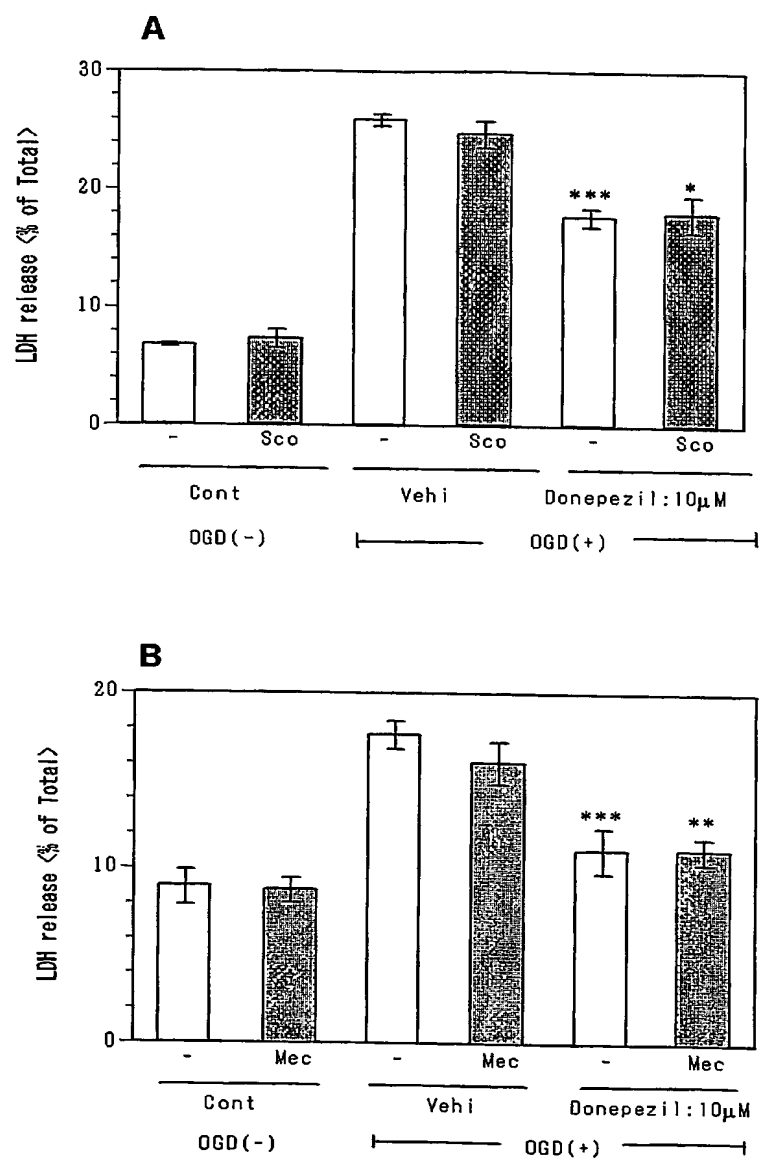 A
30
20
10
0
LDH release <% of Total>
*** *
- Sco - Sco - Sco
Cont Vehi Donepezil:10μM
OGD(-) OGD(+)
B
20
10
0
LDH release <% of Total>
*** **
- Mec - Mec - Mec
Cont Vehi Donepezil:10μM
OGD(-) OGD(+)